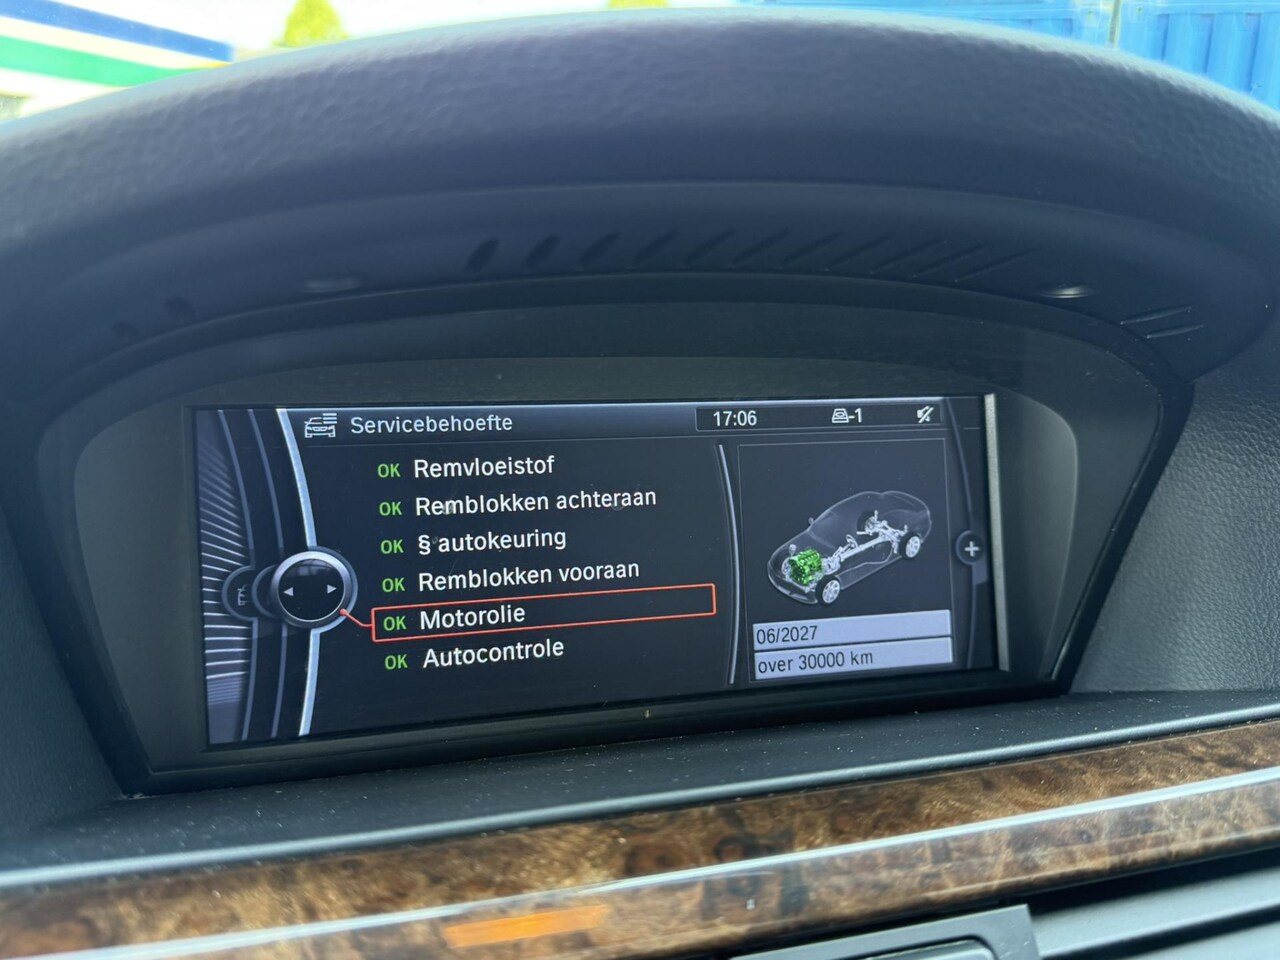 Servicebehoefte
17:06
-1
OK Remvloeistof
OK Remblokken achteraan
OK § autokeuring
OK Remblokken vooraan
OK Motorolie
OK Autocontrole
06/2027
over 30000 km